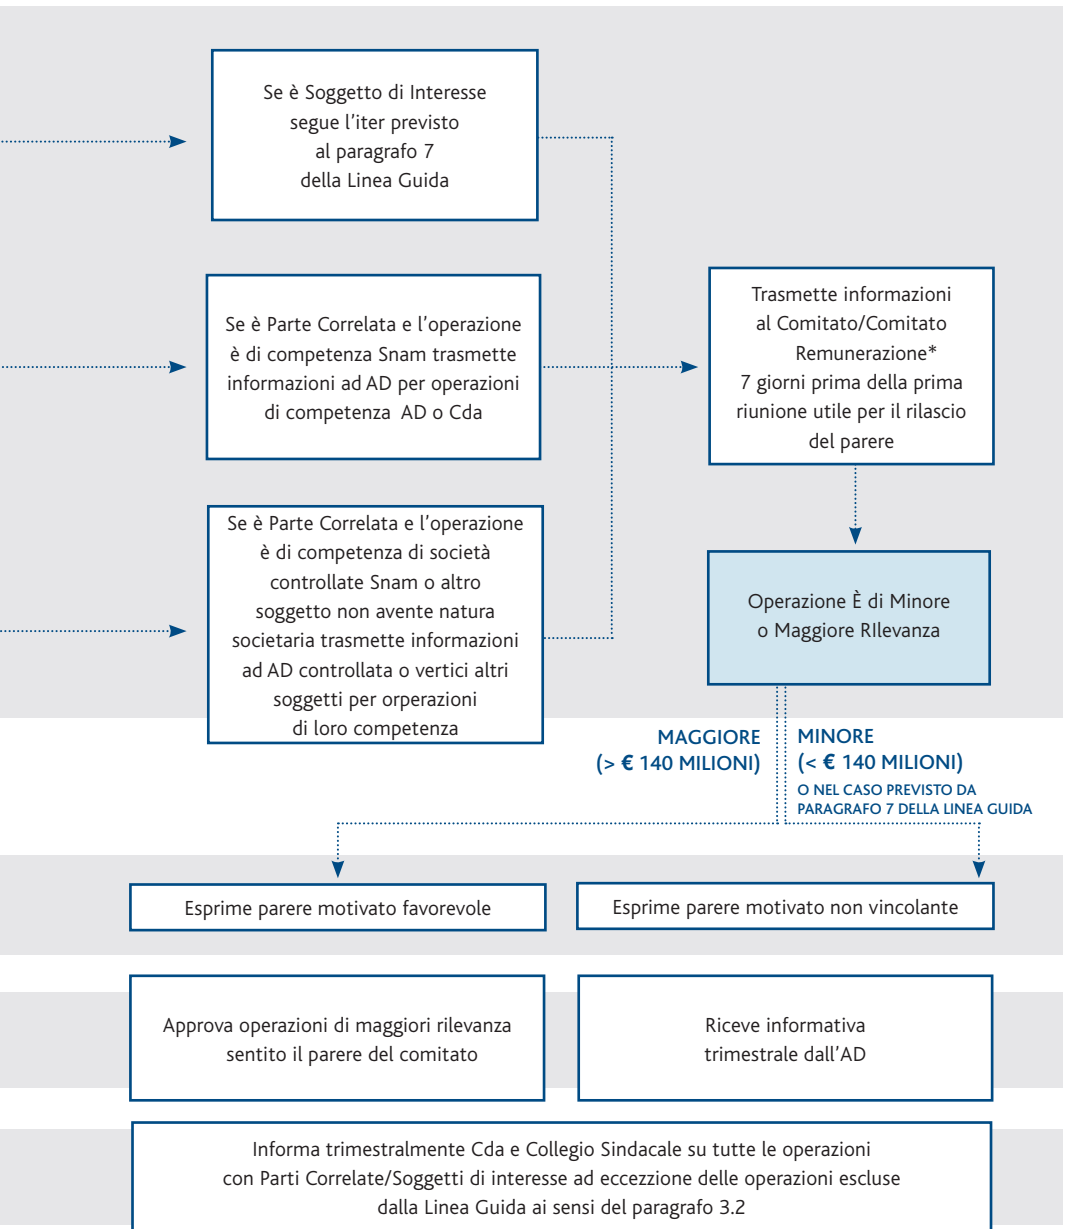 Se è Soggetto di Interesse
segue l'iter previsto
al paragrafo 7
della Linea Guida
Se è Parte Correlata e l'operazione
è di competenza Snam trasmette
informazioni ad AD per operazioni
di competenza AD o Cda
Se è Parte Correlata e l'operazione
è di competenza di società
controllate Snam o altro
soggetto non avente natura
societaria trasmette informazioni
ad AD controllata o vertici altri
soggetti per orperazioni
di loro competenza
Trasmette informazioni
al Comitato/Comitato
Remunerazione*
7 giorni prima della prima
riunione utile per il rilascio
del parere
Operazione È di Minore
o Maggiore RIlevanza
MAGGIORE
(> € 140 MILIONI)
MINORE
(< € 140 MILIONI)
O NEL CASO PREVISTO DA
PARAGRAFO 7 DELLA LINEA GUIDA
Esprime parere motivato favorevole
Esprime parere motivato non vincolante
Approva operazioni di maggiori rilevanza
sentito il parere del comitato
Riceve informativa
trimestrale dall'AD
Informa trimestralmente Cda e Collegio Sindacale su tutte le operazioni
con Parti Correlate/Soggetti di interesse ad eccezzione delle operazioni escluse
dalla Linea Guida ai sensi del paragrafo 3.2